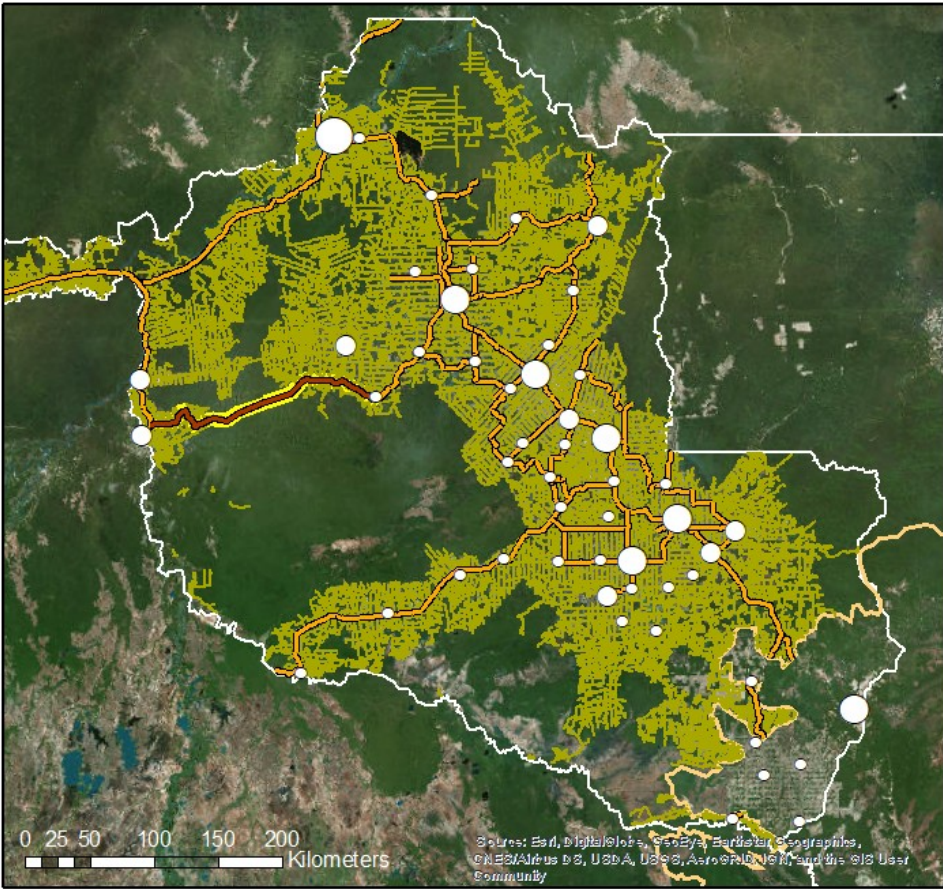 0 25 50 100 150 200
Kilometers
Source: Esri, DigitalGlobe, GeoEye, Earthstar Geographics,
CNES/Airbus DS, USDA, USGS, AeroGRID, IGN, and the GIS User
Community